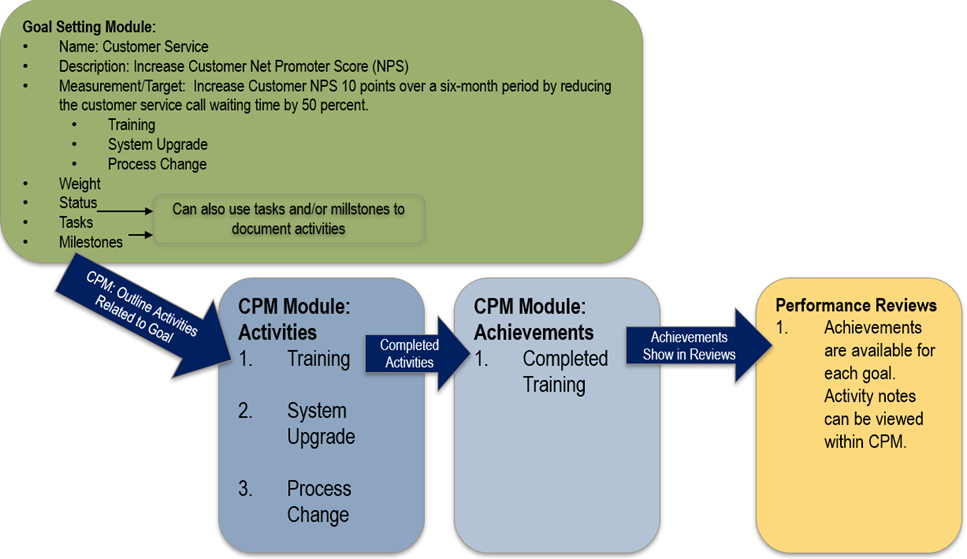 Goal Setting Module:
• Name: Customer Service
• Description: Increase Customer Net Promoter Score (NPS)
• Measurement/Target: Increase Customer NPS 10 points over a six-month period by reducing
the customer service call waiting time by 50 percent.
• Training
• System Upgrade
• Process Change
• Weight
• Status
• Tasks
• Milestones
Can also use tasks and/or millstones to
document activities
CPM: Outline Activities
Related to Goal
CPM Module:
Activities
1. Training
2. System
Upgrade
3. Process
Change
Completed
Activities
CPM Module:
Achievements
1. Completed
Training
Achievements
Show in Reviews
Performance Reviews
1. Achievements
are available for
each goal.
Activity notes
can be viewed
within CPM.